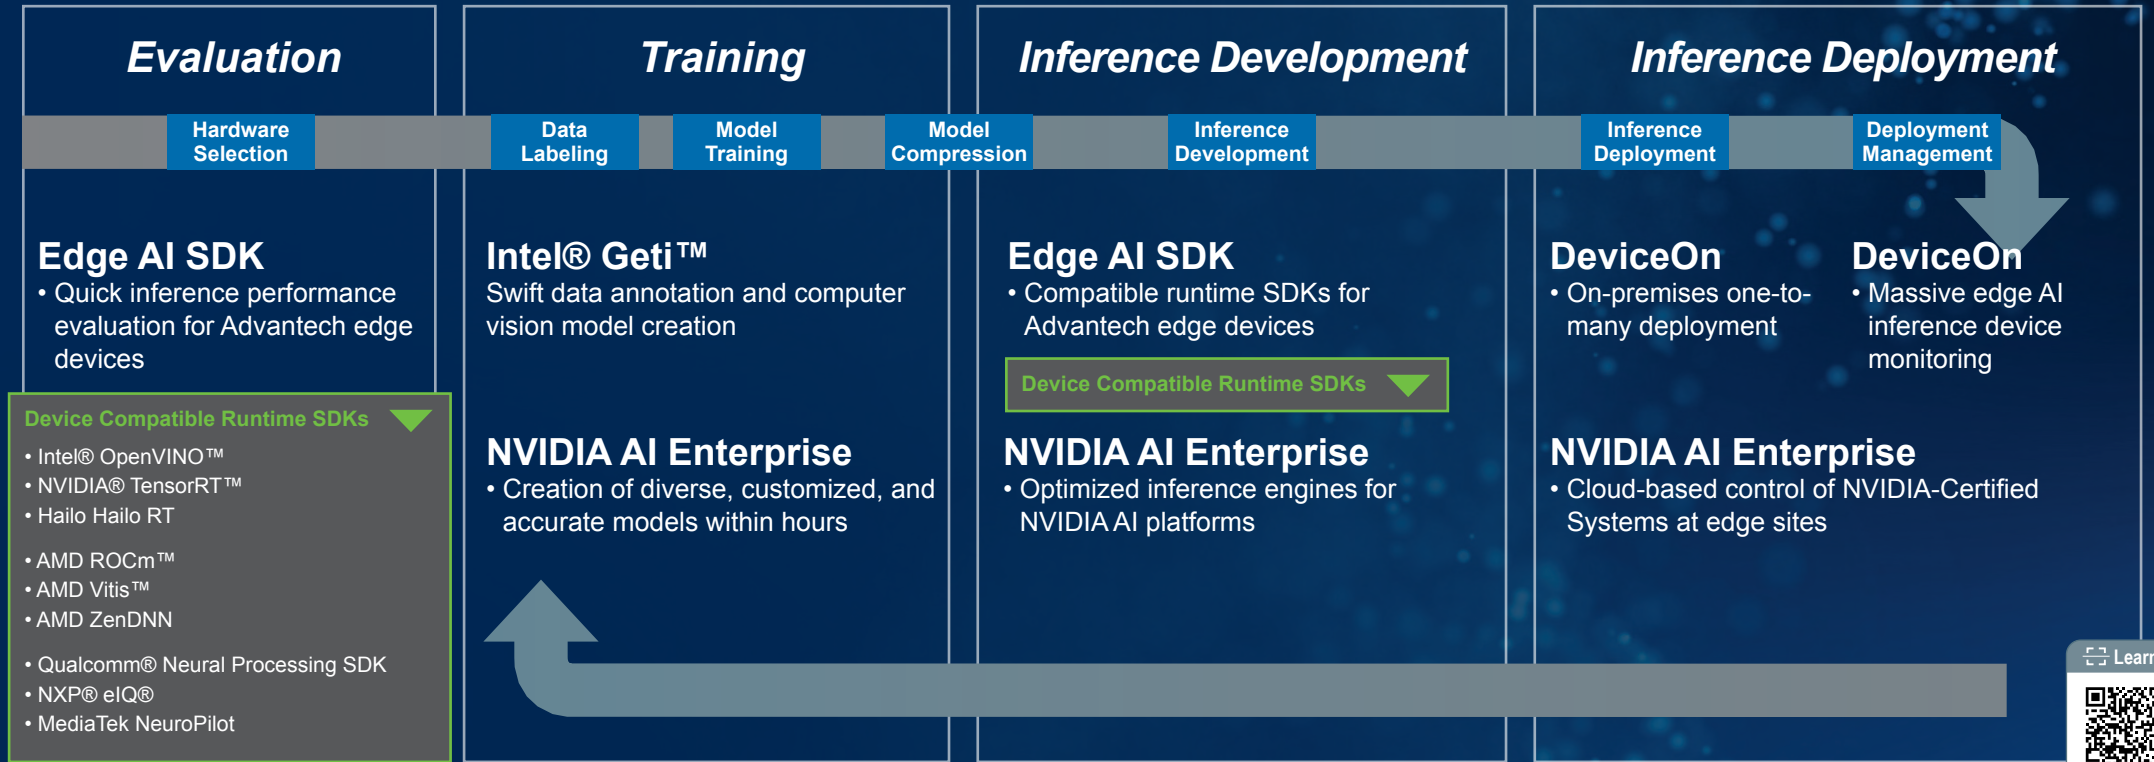 Evaluation
Training
Inference Development
Inference Deployment
Hardware
Selection
Data
Labeling
Model
Training
Model
Compression
Inference
Development
Inference
Deployment
Deployment
Management
Edge AI SDK
• Quick inference performance
evaluation for Advantech edge
devices
Device Compatible Runtime SDKs
• Intel® OpenVINO™
• NVIDIA® TensorRT™
• Hailo Hailo RT
• AMD ROCm™
• AMD Vitis™
• AMD ZenDNN
• Qualcomm® Neural Processing SDK
• NXP® eIQ®
• MediaTek NeuroPilot
Intel® Geti™
Swift data annotation and computer
vision model creation
NVIDIA AI Enterprise
• Creation of diverse, customized, and
accurate models within hours
Edge AI SDK
• Compatible runtime SDKs for
Advantech edge devices
Device Compatible Runtime SDKs
NVIDIA AI Enterprise
• Optimized inference engines for
NVIDIA AI platforms
DeviceOn
• On-premises one-to-
many deployment
DeviceOn
• Massive edge AI
inference device
monitoring
NVIDIA AI Enterprise
• Cloud-based control of NVIDIA-Certified
Systems at edge sites
Learn